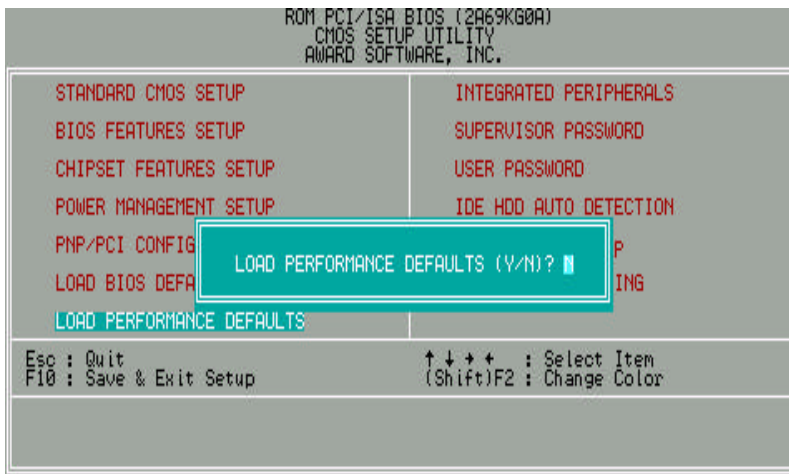 ROM PCI/ISA BIOS (2A69KG0A)
CMOS SETUP UTILITY
AWARD SOFTWARE, INC.
STANDARD CMOS SETUP
BIOS FEATURES SETUP
CHIPSET FEATURES SETUP
POWER MANAGEMENT SETUP
PNP/PCI CONFIG
LOAD BIOS DEFA
LOAD PERFORMANCE DEFAULTS
INTEGRATED PERIPHERALS
SUPERVISOR PASSWORD
USER PASSWORD
IDE HDD AUTO DETECTION
P
ING
LOAD PERFORMANCE DEFAULTS (Y/N)? N
Esc : Quit
F10 : Save & Exit Setup
↑ ↓ → ← : Select Item
(Shift)F2 : Change Color